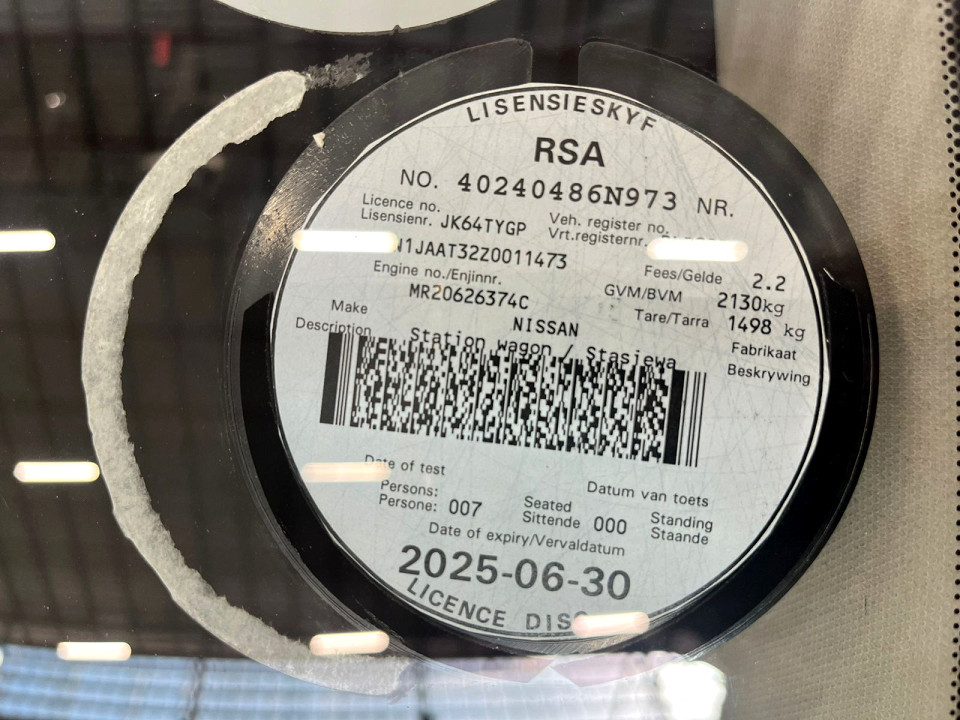 LISENSIESKYF
RSA
NO. 40240486N973 NR.
Licence no. Veh. register no.
Lisensienr. JK64TYGP Vrt.registernr.
N1JAAT32Z0011473 Fees/Gelde 2.2
Engine no./Enjinnr. GVM/BVM 2130kg
MR20626374C Tare/Tarra 1498 kg
Make NISSAN Fabrikaat
Description Station wagon / Stasiewa Beskrywing
Date of test Datum van toets
Persons: Seated Standing
Persone: 007 Sittende 000 Staande
Date of expiry/Vervaldatum
2025-06-30
LICENCE DISC